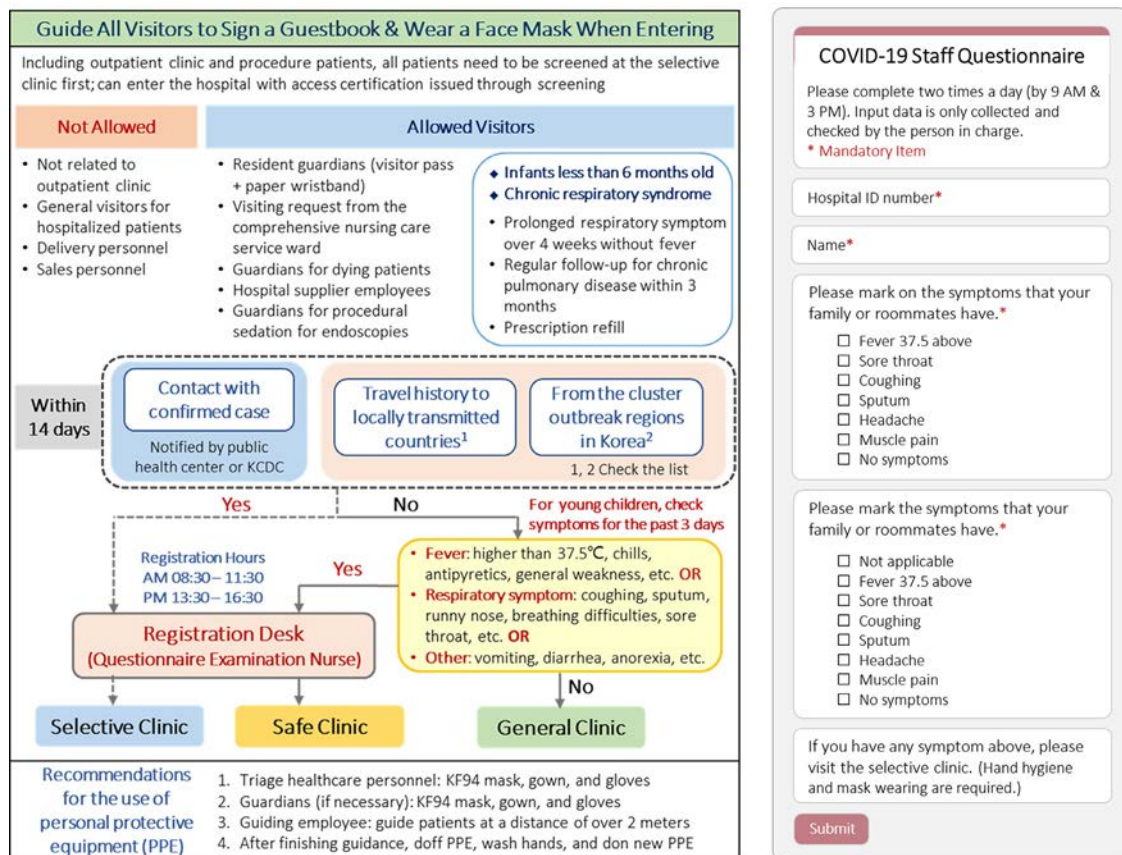 Guide All Visitors to Sign a Guestbook & Wear a Face Mask When Entering
Including outpatient clinic and procedure patients, all patients need to be screened at the selective
clinic first; can enter the hospital with access certification issued through screening
Not Allowed
• Not related to
outpatient clinic
• General visitors for
hospitalized patients
• Delivery personnel
• Sales personnel
Allowed Visitors
• Resident guardians (visitor pass
+ paper wristband)
• Visiting request from the
comprehensive nursing care
service ward
• Guardians for dying patients
• Hospital supplier employees
• Guardians for procedural
sedation for endoscopies
◆ Infants less than 6 months old
◆ Chronic respiratory syndrome
• Prolonged respiratory symptom
over 4 weeks without fever
• Regular follow-up for chronic
pulmonary disease within 3
months
• Prescription refill
Within
14 days
Contact with
confirmed case
Notified by public
health center or KCDC
Travel history to
locally transmitted
countries¹
From the cluster
outbreak regions
in Korea²
1, 2 Check the list
Yes
No
For young children, check
symptoms for the past 3 days
Registration Hours
AM 08:30 – 11:30
PM 13:30 – 16:30
Yes
• Fever: higher than 37.5℃, chills,
antipyretics, general weakness, etc. OR
• Respiratory symptom: coughing, sputum,
runny nose, breathing difficulties, sore
throat, etc. OR
• Other: vomiting, diarrhea, anorexia, etc.
Registration Desk
(Questionnaire Examination Nurse)
No
Selective Clinic
Safe Clinic
General Clinic
Recommendations
for the use of
personal protective
equipment (PPE)
1. Triage healthcare personnel: KF94 mask, gown, and gloves
2. Guardians (if necessary): KF94 mask, gown, and gloves
3. Guiding employee: guide patients at a distance of over 2 meters
4. After finishing guidance, doff PPE, wash hands, and don new PPE
COVID-19 Staff Questionnaire
Please complete two times a day (by 9 AM &
3 PM). Input data is only collected and
checked by the person in charge.
* Mandatory Item
Hospital ID number*
Name*
Please mark on the symptoms that your
family or roommates have.*
☐ Fever 37.5 above
☐ Sore throat
☐ Coughing
☐ Sputum
☐ Headache
☐ Muscle pain
☐ No symptoms
Please mark the symptoms that your
family or roommates have.*
☐ Not applicable
☐ Fever 37.5 above
☐ Sore throat
☐ Coughing
☐ Sputum
☐ Headache
☐ Muscle pain
☐ No symptoms
If you have any symptom above, please
visit the selective clinic. (Hand hygiene
and mask wearing are required.)
Submit